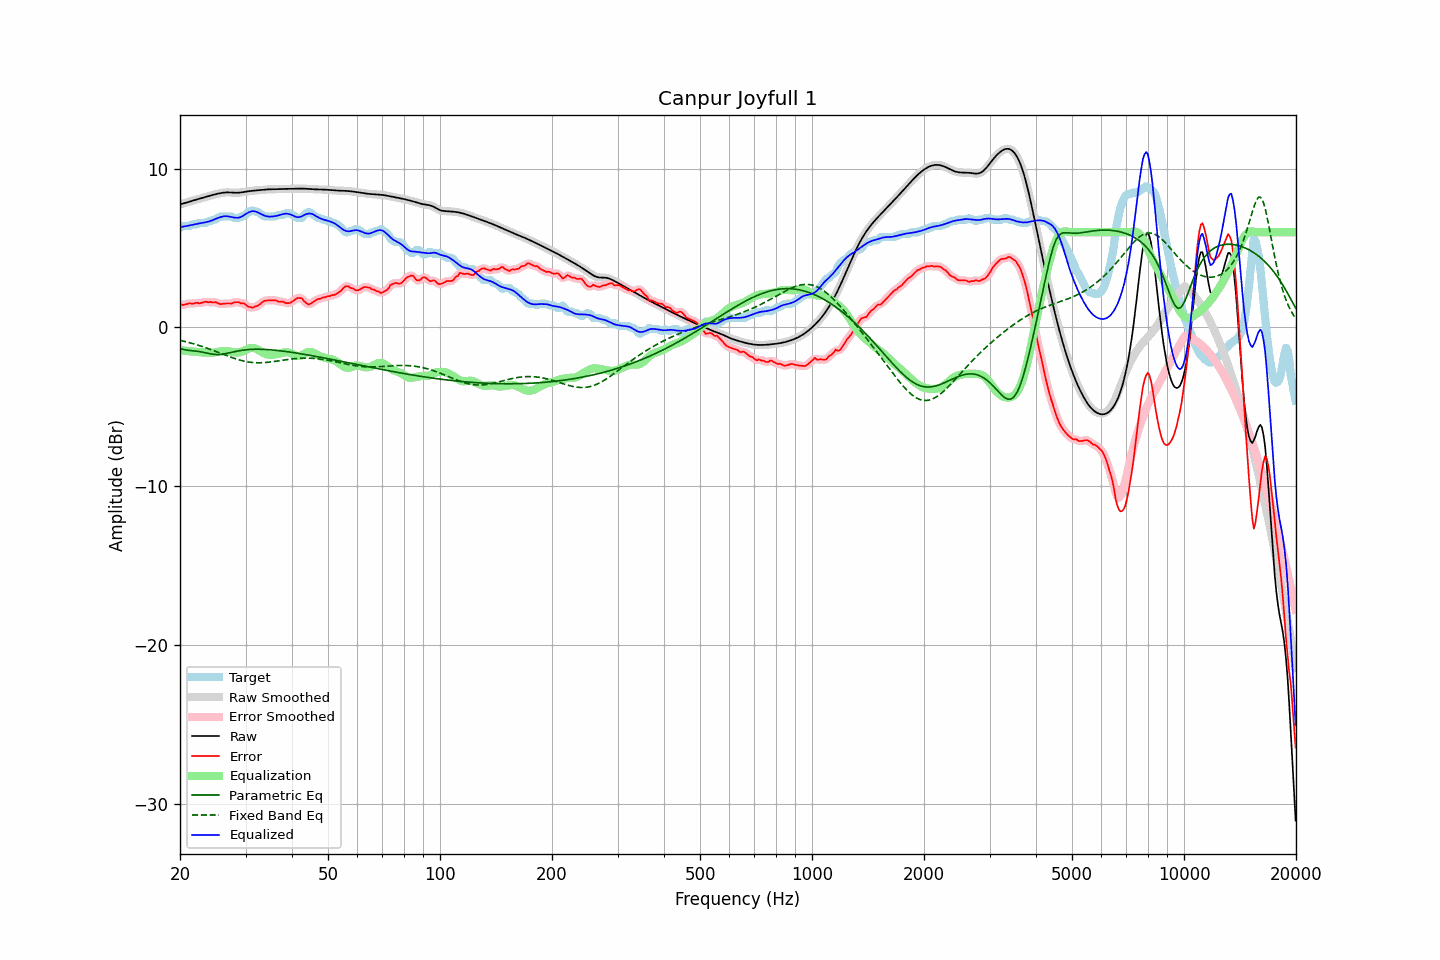 Canpur Joyfull 1
Amplitude (dBr)
10
0
−10
−20
−30
Target
Raw Smoothed
Error Smoothed
Raw
Error
Equalization
Parametric Eq
Fixed Band Eq
Equalized
20 50 100 200 500 1000 2000 5000 10000 20000
Frequency (Hz)